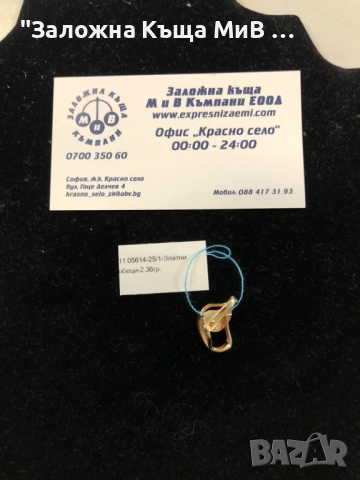 "Заложна Къща МиВ ...
ЗАЛОЖНА КЪЩА
М и В
КЪМПАНИ
0700 350 60
Заложна къща
М и В Къмпани ЕООД
www.expresnizaemi.com
Офис „Красно село"
00:00 - 24:00
София, ж.к. Красно село
бул. Гоце Делчев 4
krasno_selo_zk@abv.bg
Мобил: 088 417 31 93
11.05614-25/1-Златни
обеци-2.36гр.
BAZAR